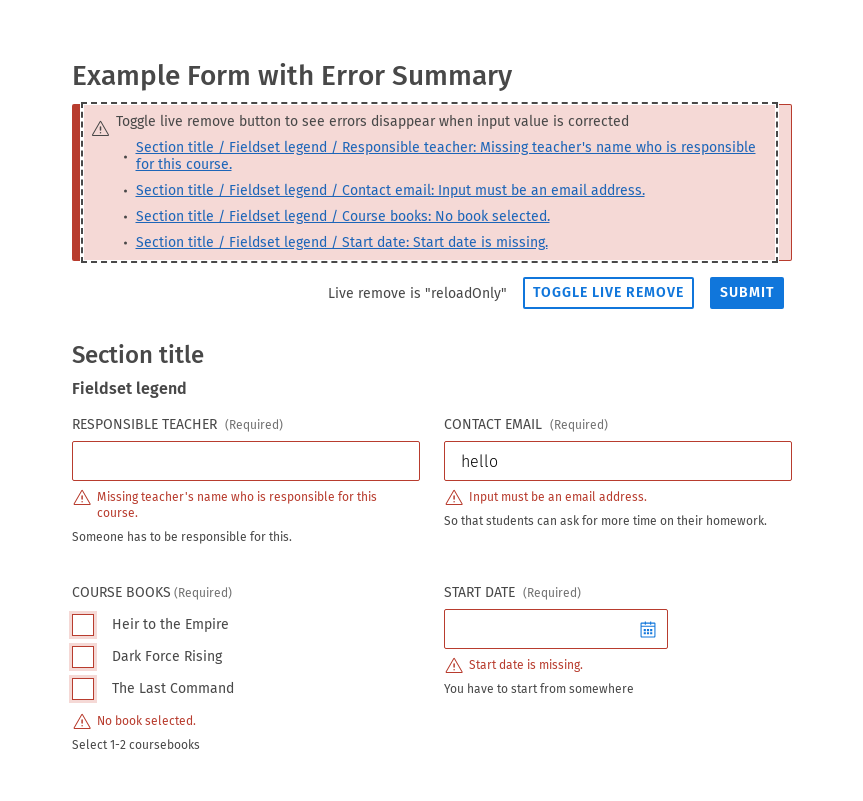 Example Form with Error Summary
Toggle live remove button to see errors disappear when input value is corrected
Section title / Fieldset legend / Responsible teacher: Missing teacher's name who is responsible
for this course.
Section title / Fieldset legend / Contact email: Input must be an email address.
Section title / Fieldset legend / Course books: No book selected.
Section title / Fieldset legend / Start date: Start date is missing.
Live remove is "reloadOnly" TOGGLE LIVE REMOVE SUBMIT
Section title
Fieldset legend
RESPONSIBLE TEACHER (Required)
Missing teacher's name who is responsible for this
course.
Someone has to be responsible for this.
CONTACT EMAIL (Required)
hello
Input must be an email address.
So that students can ask for more time on their homework.
COURSE BOOKS (Required)
Heir to the Empire
Dark Force Rising
The Last Command
No book selected.
Select 1-2 coursebooks
START DATE (Required)
Start date is missing.
You have to start from somewhere